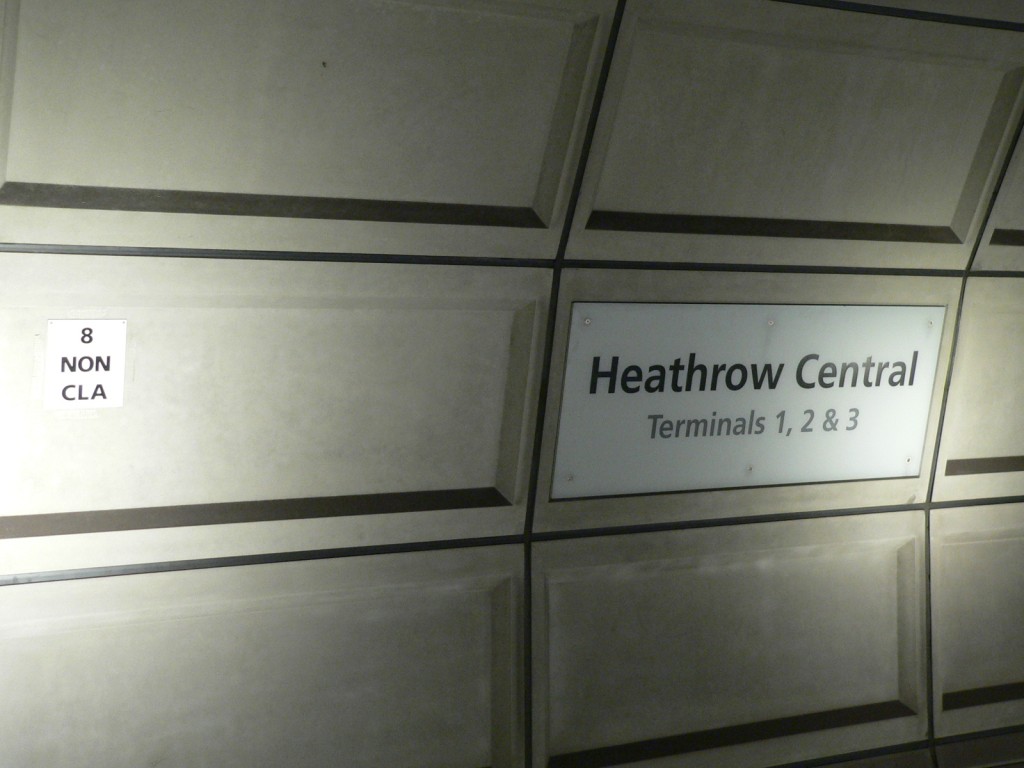 8
NON
CLA
Heathrow Central
Terminals 1, 2 & 3